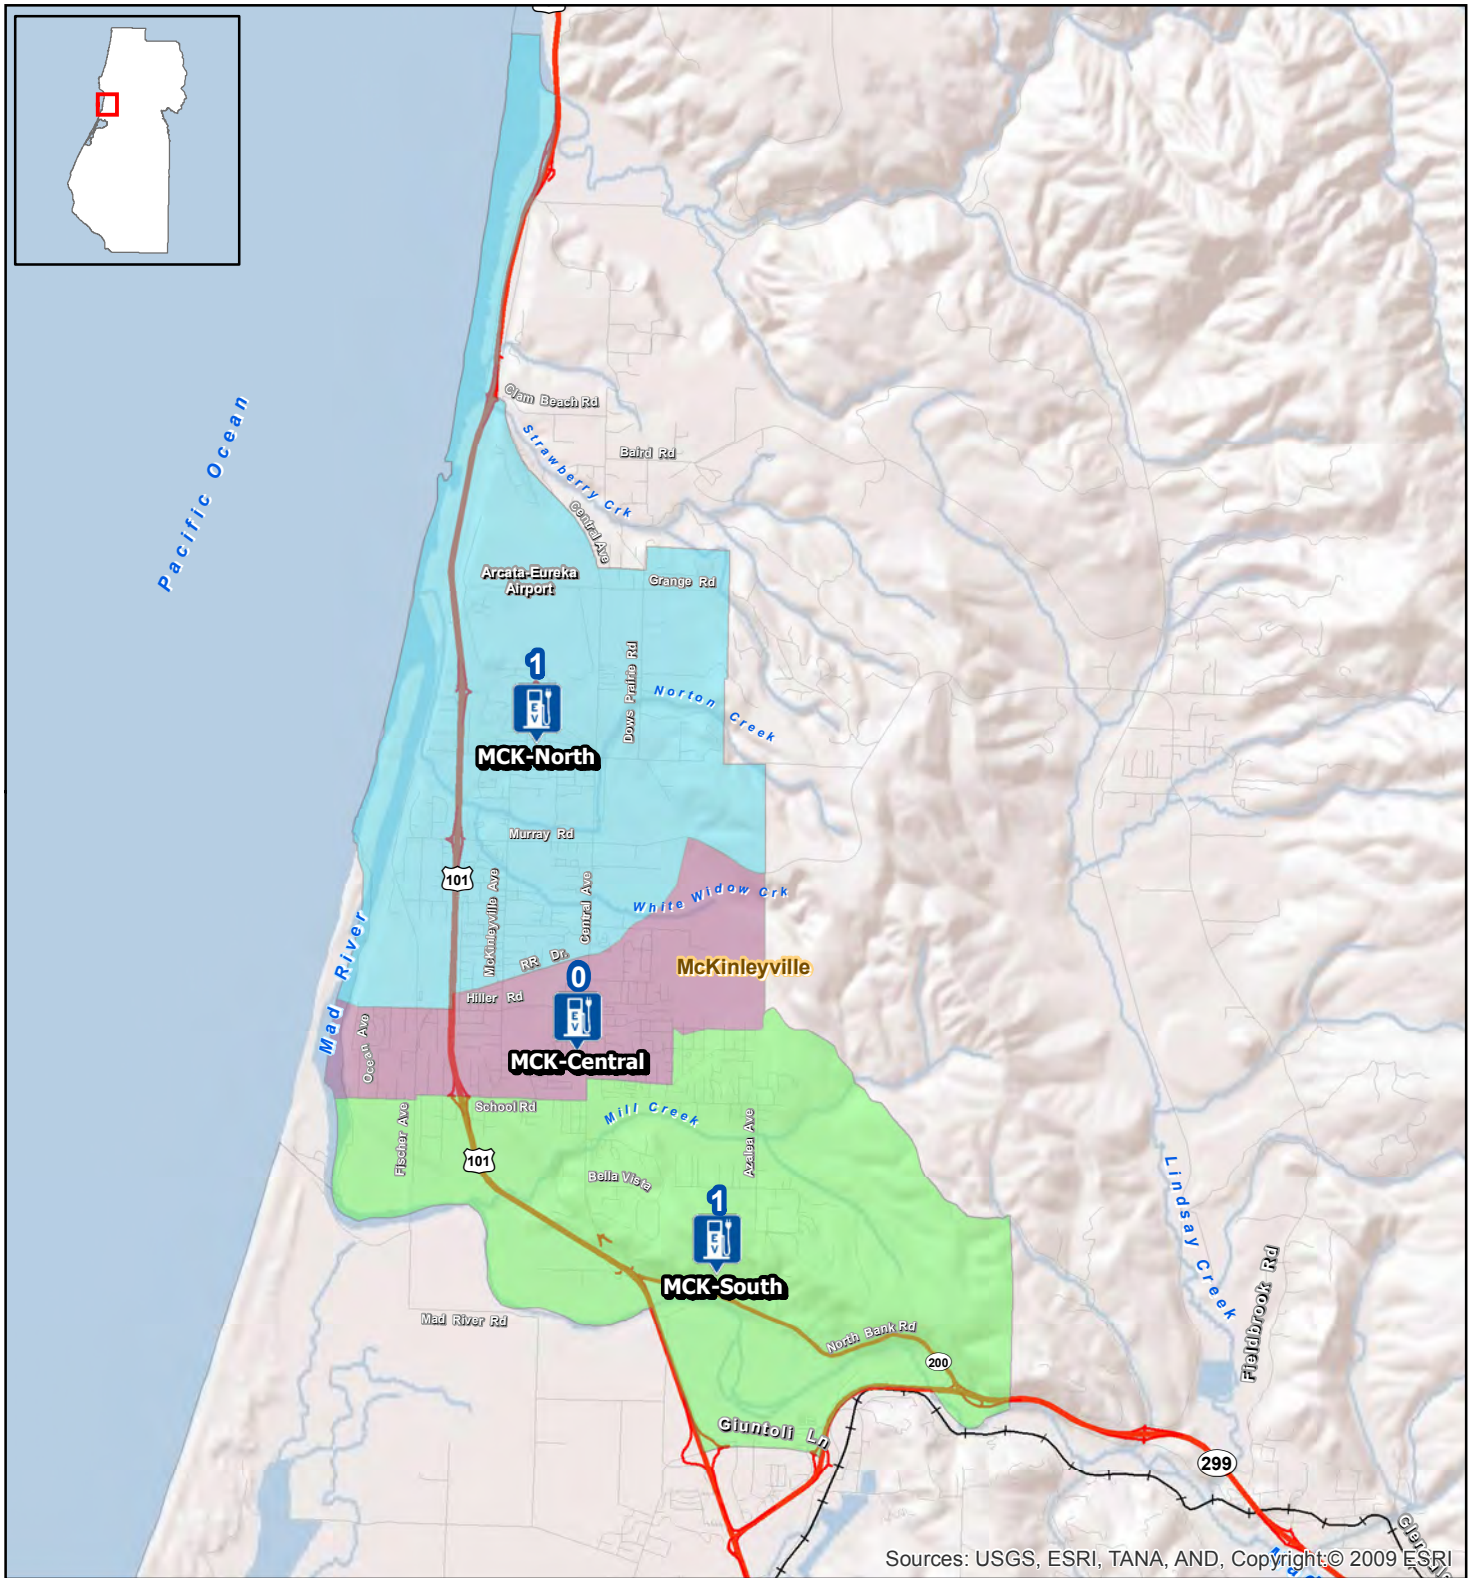 Clam Beach Rd
Strawberry Crk
Baird Rd
Pacific Ocean
Central Ave
Arcata-Eureka
Airport
Grange Rd
1
EV
Dows Prairie Rd
Norton Creek
MCK-North
Murray Rd
101
McKinleyville Ave
Central Ave
White Widow Crk
Mad River
RR Dr.
McKinleyville
0
Hiller Rd
EV
Ocean Ave
MCK-Central
School Rd
Mill Creek
Fischer Ave
Azalea Ave
101
Bella Vista
Lindsay Creek
1
EV
MCK-South
Fieldbrook Rd
Mad River Rd
North Bank Rd
200
Giuntoli Ln
299
Sources: USGS, ESRI, TANA, AND, Copyright:© 2009 ESRI